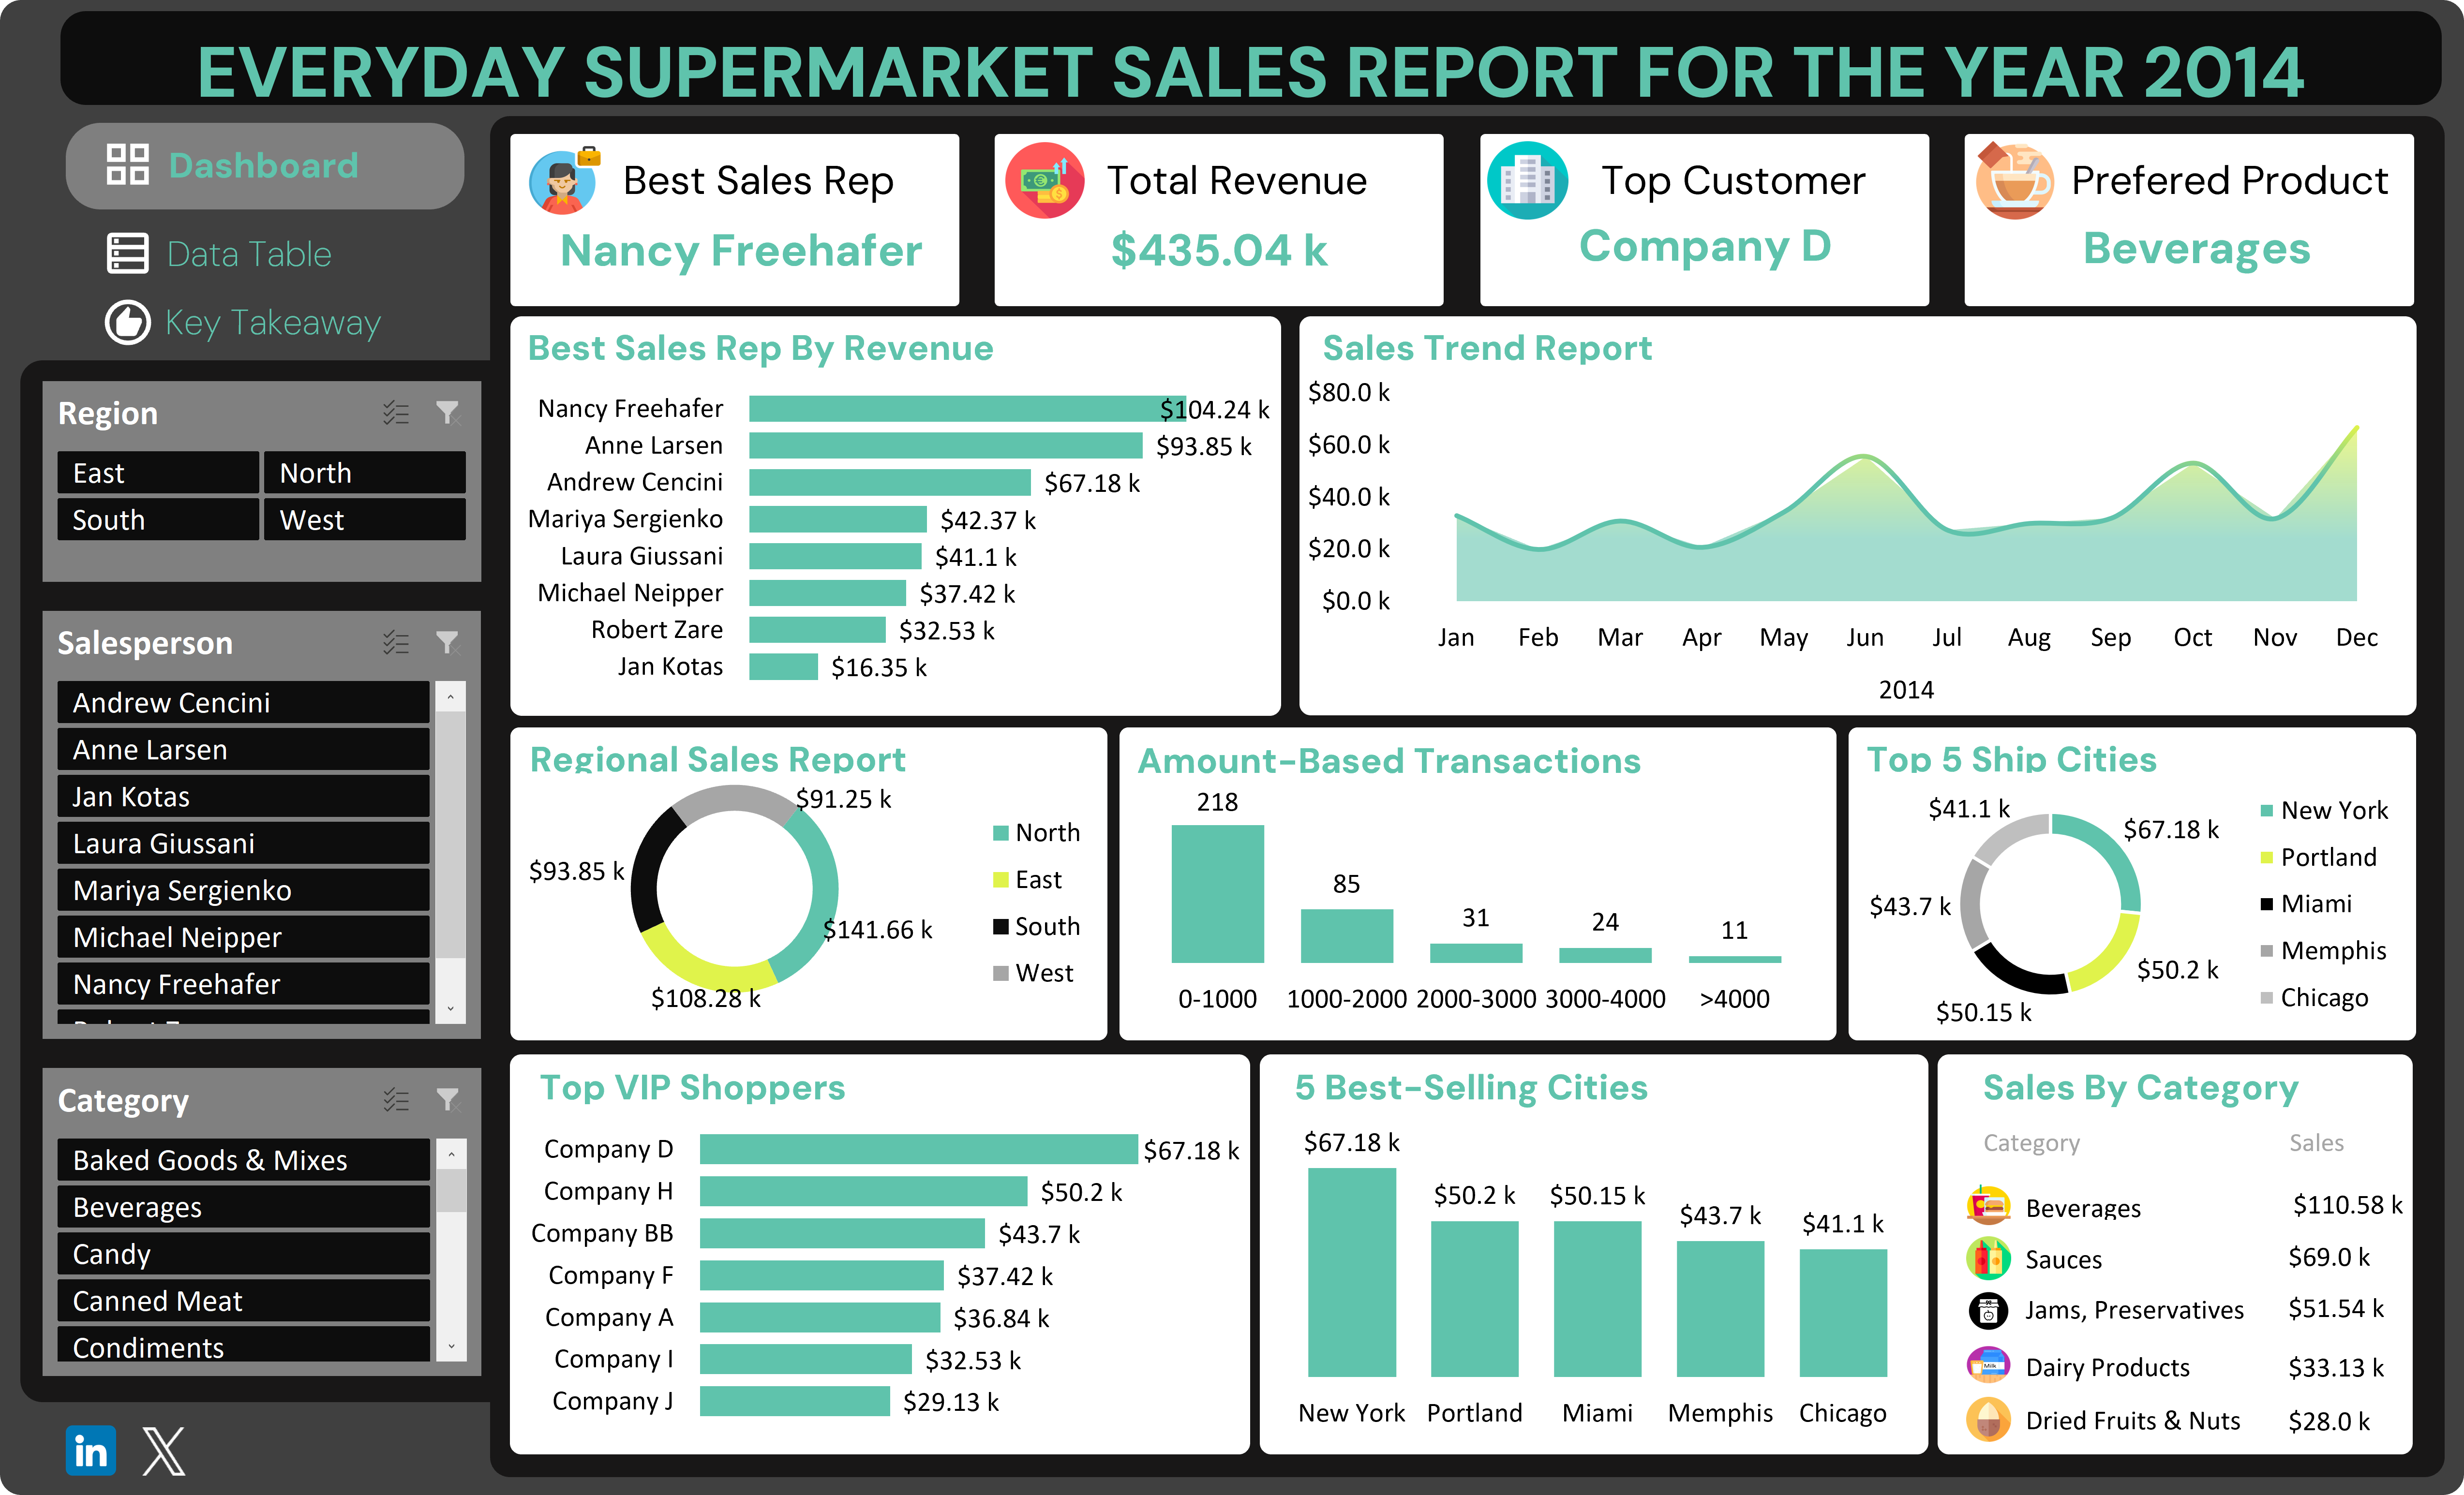 EVERYDAY SUPERMARKET SALES REPORT FOR THE YEAR 2014
Dashboard
Data Table
Key Takeaway
Region
East
North
South
West
Salesperson
Andrew Cencini
Anne Larsen
Jan Kotas
Laura Giussani
Mariya Sergienko
Michael Neipper
Nancy Freehafer
Category
Baked Goods & Mixes
Beverages
Candy
Canned Meat
Condiments
in
X
Best Sales Rep
Nancy Freehafer
Total Revenue
$435.04 k
Top Customer
Company D
Prefered Product
Beverages
Best Sales Rep By Revenue
Nancy Freehafer $104.24 k
Anne Larsen $93.85 k
Andrew Cencini $67.18 k
Mariya Sergienko $42.37 k
Laura Giussani $41.1 k
Michael Neipper $37.42 k
Robert Zare $32.53 k
Jan Kotas $16.35 k
Sales Trend Report
$80.0 k
$60.0 k
$40.0 k
$20.0 k
$0.0 k
Jan Feb Mar Apr May Jun Jul Aug Sep Oct Nov Dec
2014
Regional Sales Report
$91.25 k
$93.85 k
$141.66 k
$108.28 k
North
East
South
West
Amount-Based Transactions
218
85
31
24
11
0-1000 1000-2000 2000-3000 3000-4000 >4000
Top 5 Ship Cities
$41.1 k
$67.18 k
$43.7 k
$50.2 k
$50.15 k
New York
Portland
Miami
Memphis
Chicago
Top VIP Shoppers
Company D $67.18 k
Company H $50.2 k
Company BB $43.7 k
Company F $37.42 k
Company A $36.84 k
Company I $32.53 k
Company J $29.13 k
5 Best-Selling Cities
$67.18 k
$50.2 k
$50.15 k
$43.7 k
$41.1 k
New York Portland Miami Memphis Chicago
Sales By Category
Category Sales
Beverages $110.58 k
Sauces $69.0 k
Jams, Preservatives $51.54 k
Milk
Dairy Products $33.13 k
Dried Fruits & Nuts $28.0 k